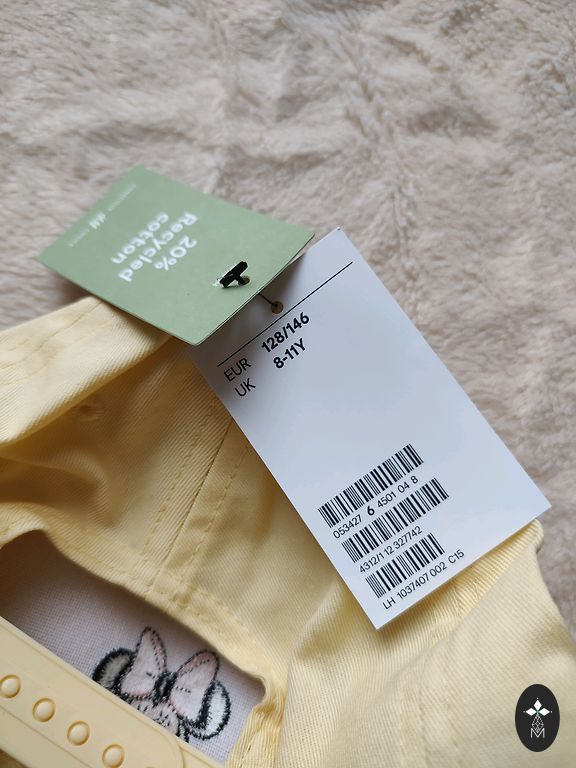 H&M
20%
Recycled
cotton
EUR 128/146
UK 8-11Y
053427 6 4501 04 8
4312/1 12 327742
LH 1037407 002 C15
M